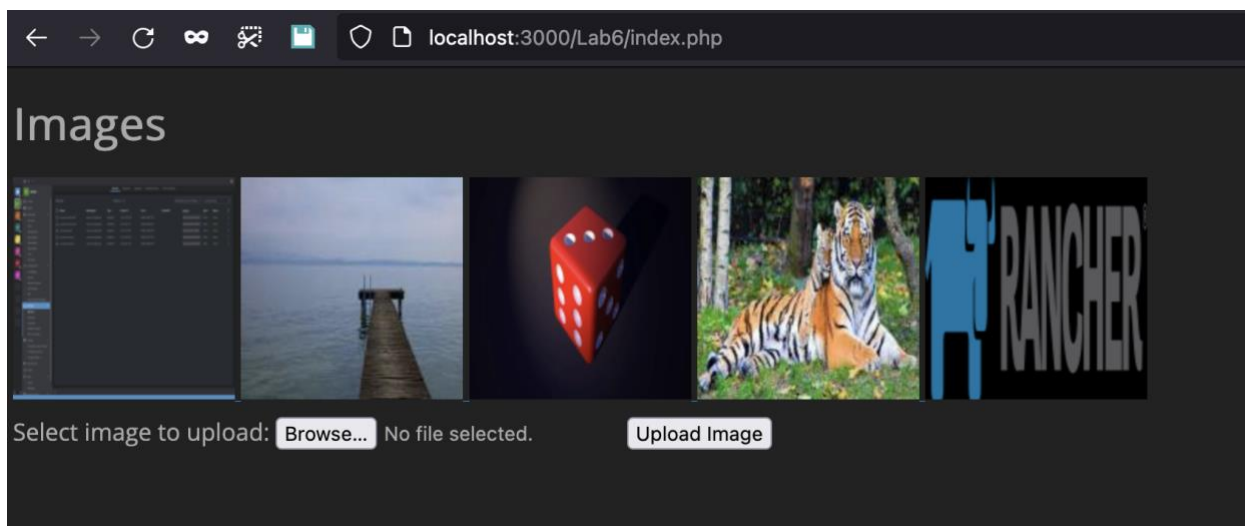 localhost:3000/Lab6/index.php
Images
RANCHER
Select image to upload: Browse... No file selected. Upload Image